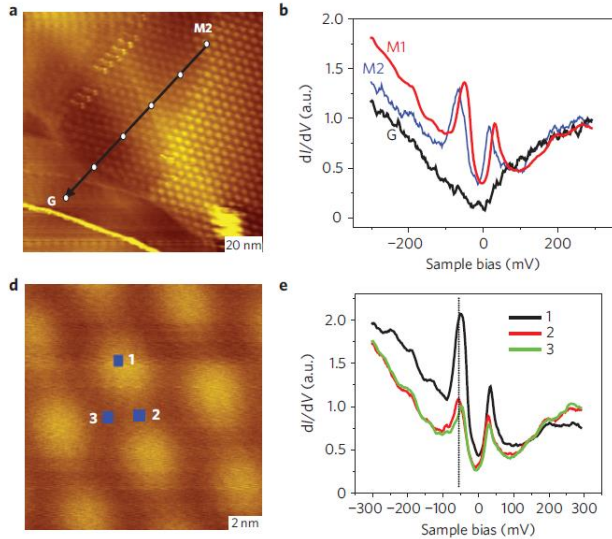 a
M2
G
20 nm
b
dI/dV (a.u.)
2.0
1.5
1.0
0.5
0
M1
M2
G
−200
0
200
Sample bias (mV)
d
1
3
2
2 nm
e
dI/dV (a.u.)
2.0
1.5
1.0
0.5
0
1
2
3
−300 −200 −100 0 100 200 300
Sample bias (mV)